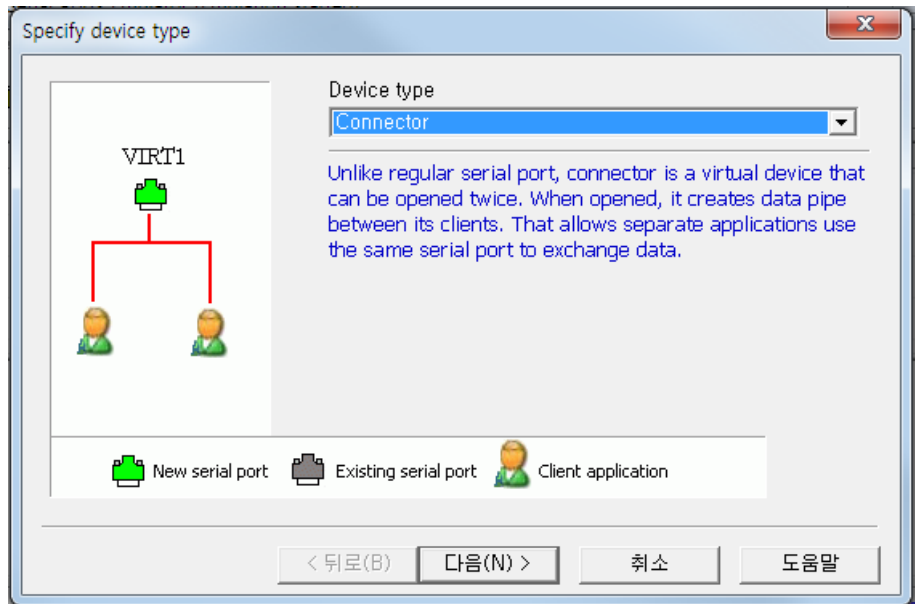 Specify device type
Device type
Connector
VIRT1
Unlike regular serial port, connector is a virtual device that
can be opened twice. When opened, it creates data pipe
between its clients. That allows separate applications use
the same serial port to exchange data.
New serial port
Existing serial port
Client application
< 뒤로(B)
다음(N) >
취소
도움말